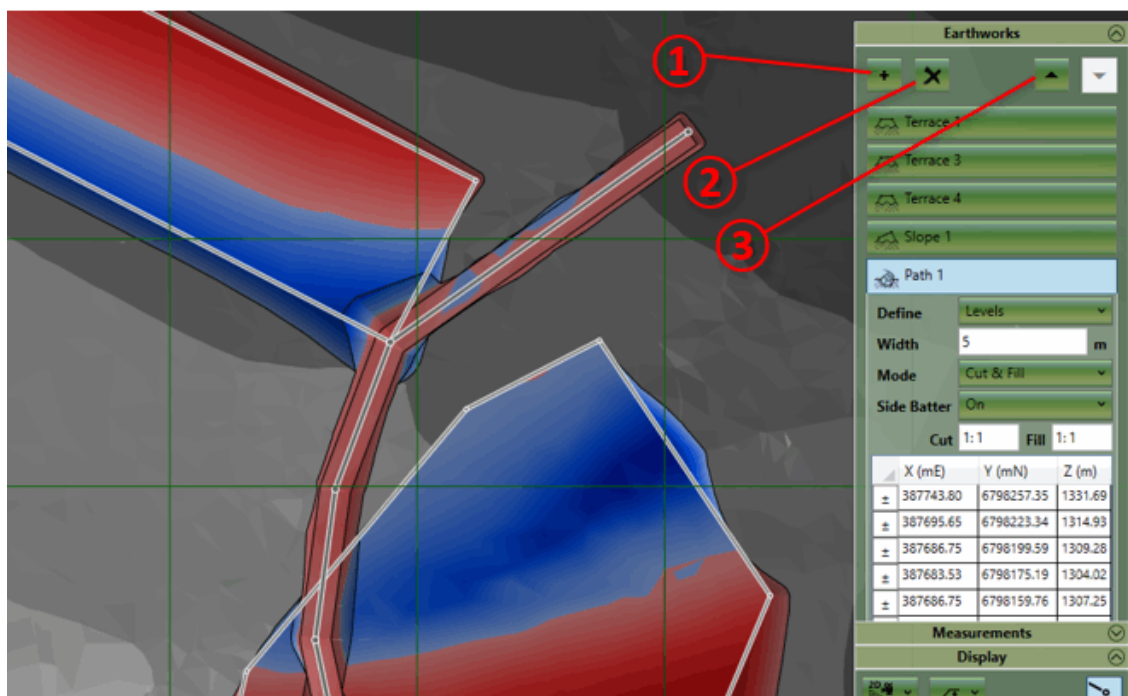 Earthworks
1
+
2
3
Terrace 1
Terrace 3
Terrace 4
Slope 1
Path 1
Define Levels
Width 5 m
Mode Cut & Fill
Side Batter On
Cut 1:1 Fill 1:1
X (mE) Y (mN) Z (m)
± 387743.80 6798257.35 1331.69
± 387695.65 6798223.34 1314.93
± 387686.75 6798199.59 1309.28
± 387683.53 6798175.19 1304.02
± 387686.75 6798159.76 1307.25
Measurements
Display